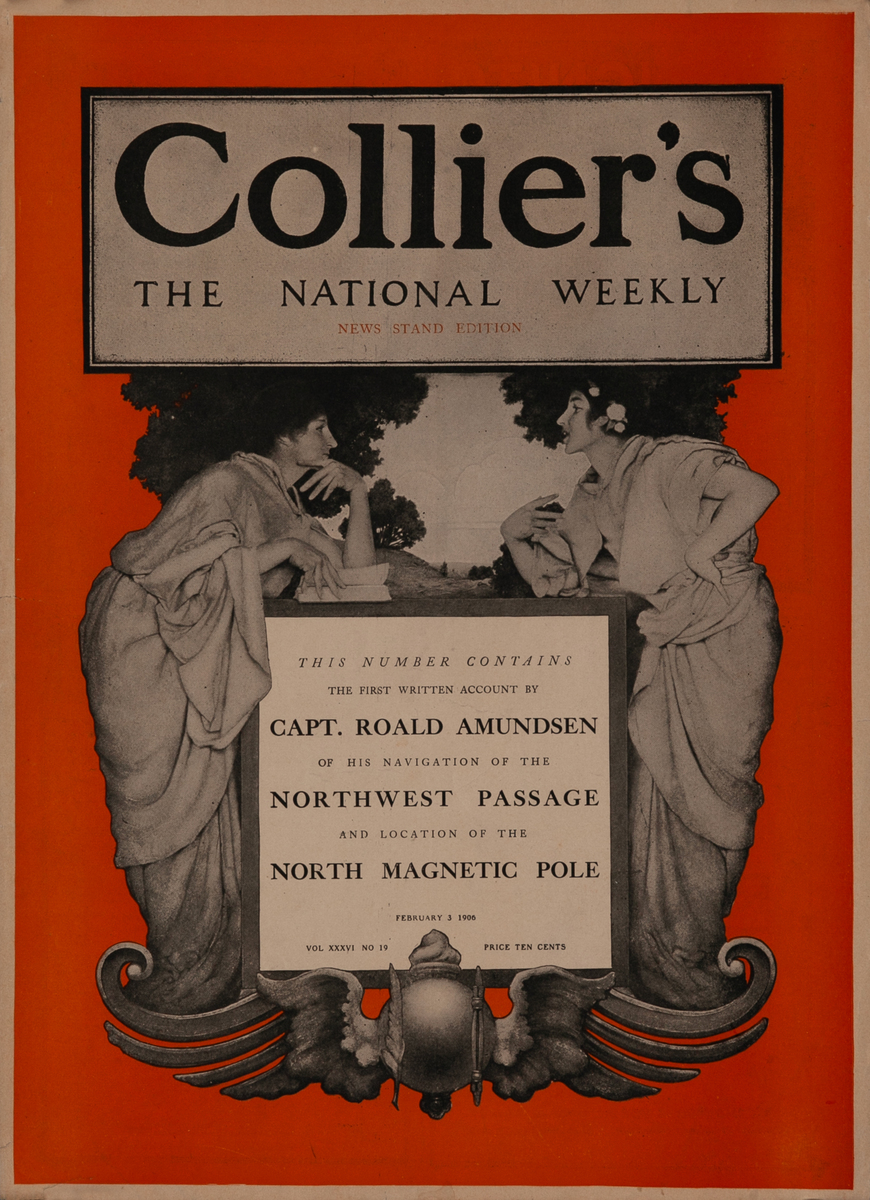 Collier's
THE NATIONAL WEEKLY
NEWS STAND EDITION
THIS NUMBER CONTAINS
THE FIRST WRITTEN ACCOUNT BY
CAPT. ROALD AMUNDSEN
OF HIS NAVIGATION OF THE
NORTHWEST PASSAGE
AND LOCATION OF THE
NORTH MAGNETIC POLE
FEBRUARY 3 1906
VOL XXXVI NO 19 PRICE TEN CENTS